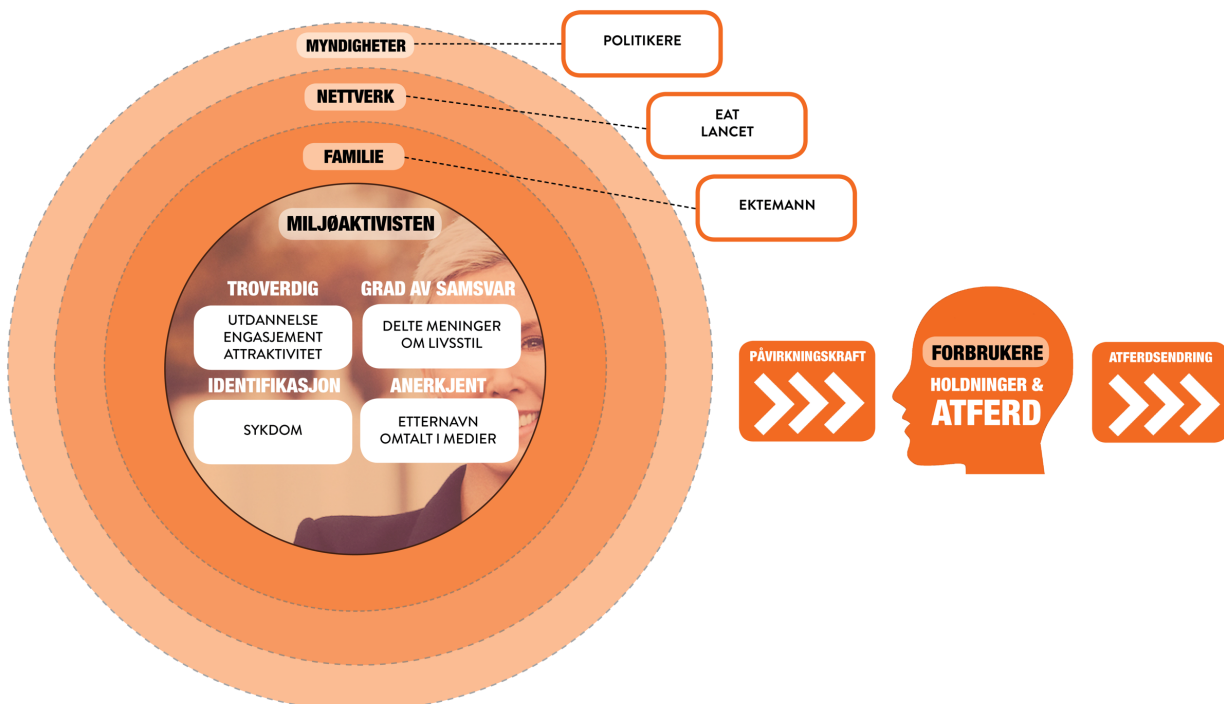 MYNDIGHETER
POLITIKERE
NETTVERK
EAT
LANCET
FAMILIE
EKTEMANN
MILJØAKTIVISTEN
TROVERDIG
UTDANNELSE
ENGASJEMENT
ATTRAKTIVITET
GRAD AV SAMSVAR
DELTE MENINGER
OM LIVSSTIL
IDENTIFIKASJON
SYKDOM
ANERKJENT
ETTERNAVN
OMTALT I MEDIER
PÅVIRKNINGSKRAFT
FORBRUKERE
HOLDNINGER &
ATFERD
ATFERDSENDRING